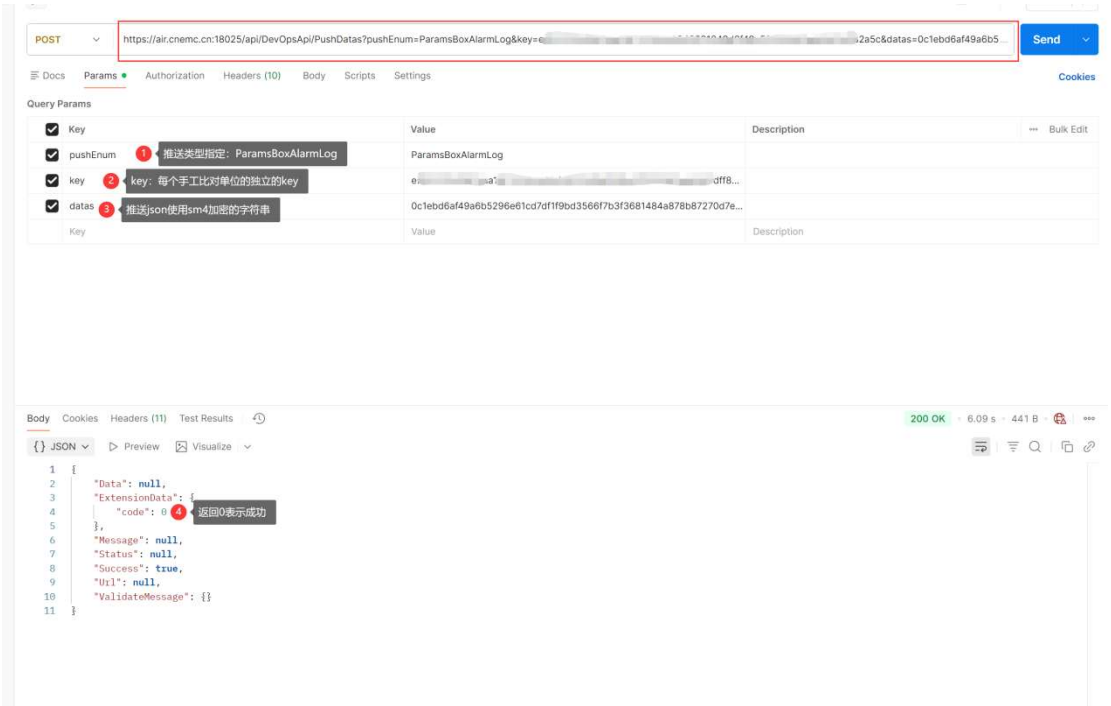 POST
https://air.cnemc.cn:18025/api/DevOpsApi/PushDatas?pushEnum=ParamsBoxAlarmLog&key=e 2a5c&datas=0c1ebd6af49a6b5...
Send
Docs Params Authorization Headers (10) Body Scripts Settings Cookies
Query Params
Key Value Description ••• Bulk Edit
pushEnum 1 推送类型指定：ParamsBoxAlarmLog ParamsBoxAlarmLog
key 2 key：每个手工比对单位的独立的key dff8...
datas 3 推送json使用sm4加密的字符串 0c1ebd6af49a6b5296e61cd7df1f9bd3566f7b3f3681484a878b87270d7e...
Key Value Description
Body Cookies Headers (11) Test Results 200 OK 6.09 s 441 B
{} JSON Preview Visualize
1 {
2 "Data": null,
3 "ExtensionData": {
4 "code": 0 4 返回0表示成功
5 },
6 "Message": null,
7 "Status": null,
8 "Success": true,
9 "Url": null,
10 "ValidateMessage": {}
11 }